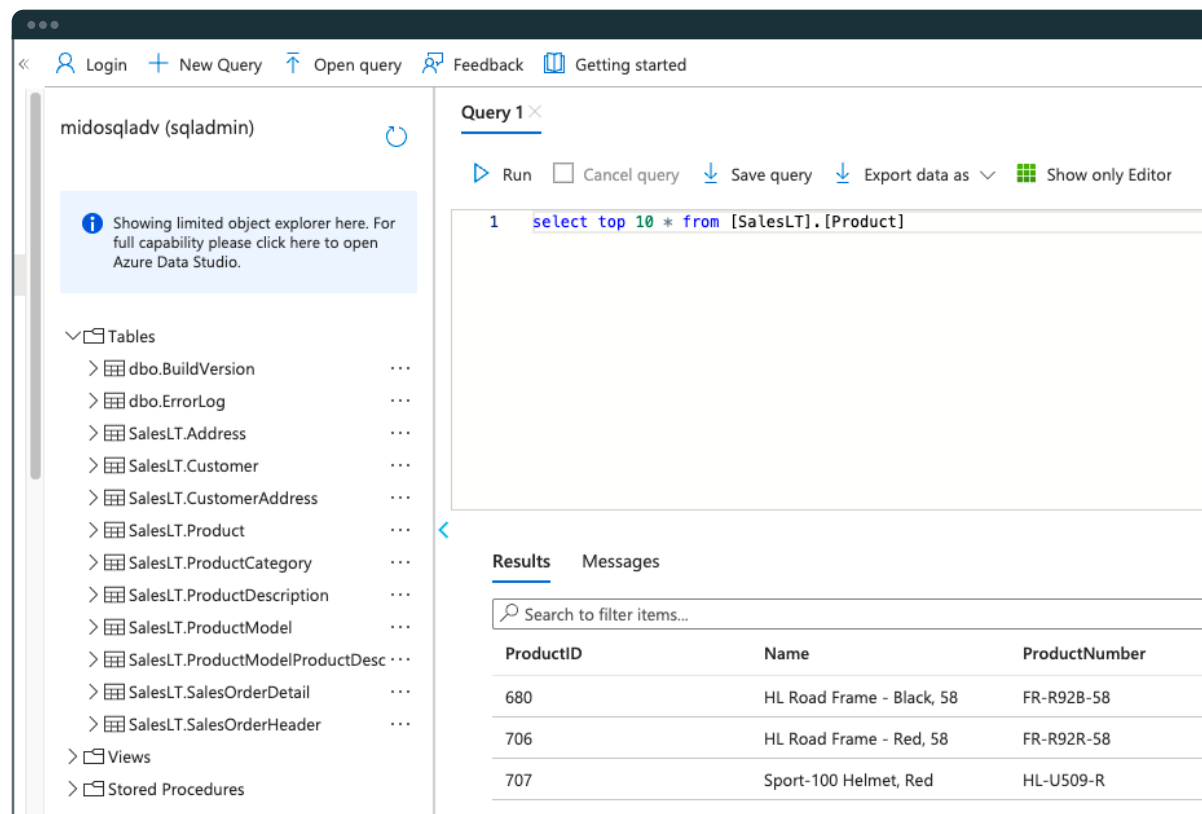 Login New Query Open query Feedback Getting started
midosqladv (sqladmin)
Showing limited object explorer here. For
full capability please click here to open
Azure Data Studio.
Tables
dbo.BuildVersion
dbo.ErrorLog
SalesLT.Address
SalesLT.Customer
SalesLT.CustomerAddress
SalesLT.Product
SalesLT.ProductCategory
SalesLT.ProductDescription
SalesLT.ProductModel
SalesLT.ProductModelProductDesc
SalesLT.SalesOrderDetail
SalesLT.SalesOrderHeader
Views
Stored Procedures
Query 1
Run Cancel query Save query Export data as Show only Editor
1 select top 10 * from [SalesLT].[Product]
Results Messages
Search to filter items...
ProductID Name ProductNumber
680 HL Road Frame - Black, 58 FR-R92B-58
706 HL Road Frame - Red, 58 FR-R92R-58
707 Sport-100 Helmet, Red HL-U509-R